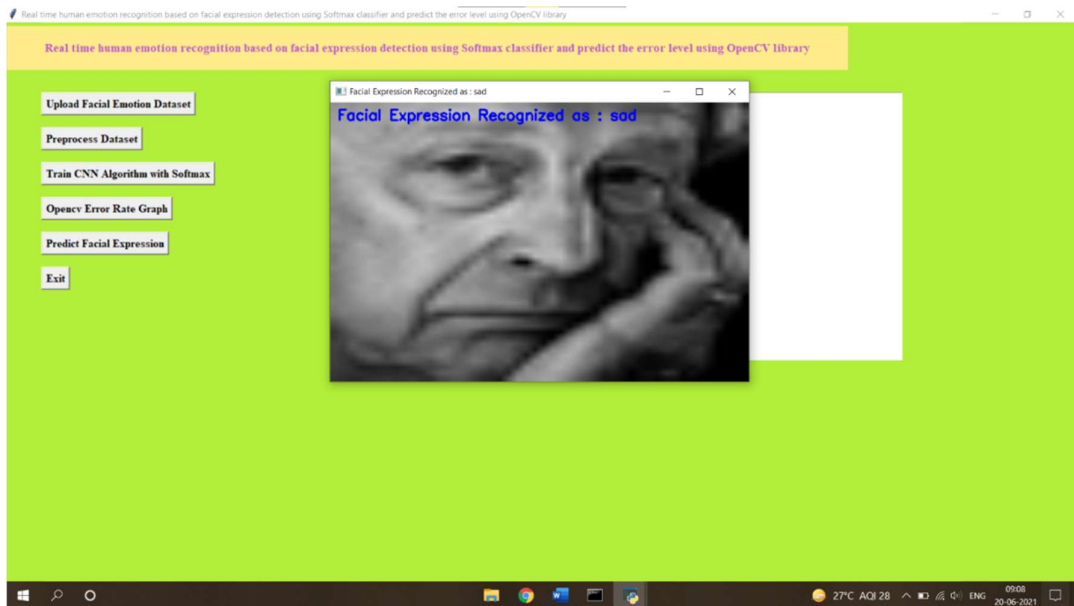 Real time human emotion recognition based on facial expression detection using Softmax classifier and predict the error level using OpenCV library
Real time human emotion recognition based on facial expression detection using Softmax classifier and predict the error level using OpenCV library
Facial Expression Recognized as : sad
Facial Expression Recognized as : sad
Upload Facial Emotion Dataset
Preprocess Dataset
Train CNN Algorithm with Softmax
Opencv Error Rate Graph
Predict Facial Expression
Exit
27°C AQI 28 ENG
09:08
20-06-2021